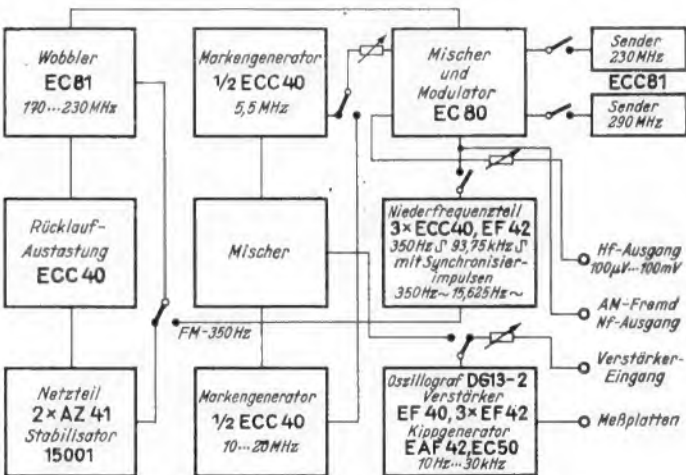 Wobbler
EC 81
170...230 MHz
Markengenerator
1/2 ECC 40
5,5 MHz
Mischer
und
Modulator
EC 80
Sender
230 MHz
ECC81
Sender
290 MHz
Rücklauf-
Austastung
ECC 40
Mischer
Niederfrequenzteil
3× ECC40, EF 42
350 Hz ⎍ 93,75 kHz ⎍
mit Synchronisier-
impulsen
350 Hz ~ 15,625 Hz ~
Hf-Ausgang
100µV...100mV
AM-Fremd
Nf-Ausgang
FM-350Hz
Verstärker-
Eingang
Netzteil
2 × AZ 41
Stabilisator
15001
Markengenerator
1/2 ECC 40
10...20 MHz
Oszillograf DG13-2
Verstärker
EF 40, 3× EF 42
Kippgenerator
EAF 42, EC50
10 Hz...30 kHz
Meßplatten